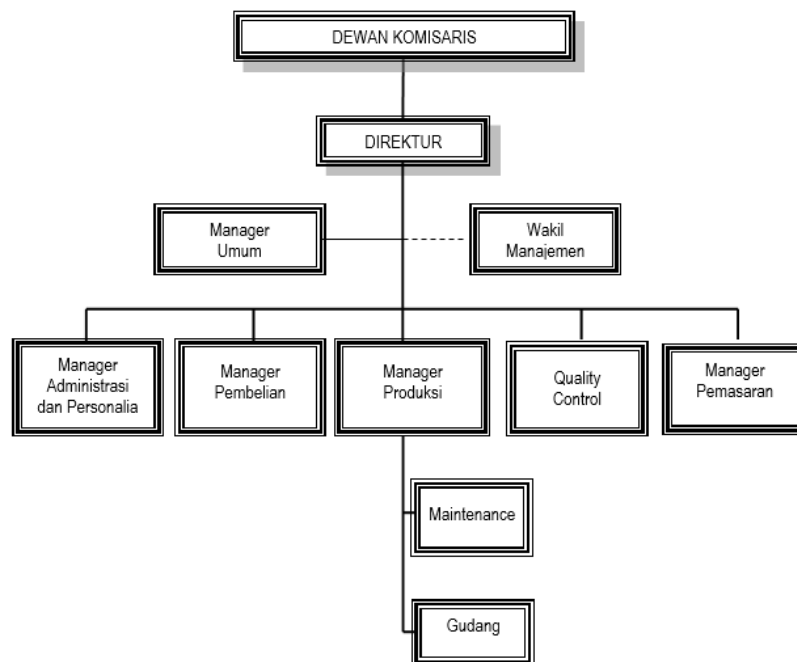 DEWAN KOMISARIS
DIREKTUR
Manager
Umum
Wakil
Manajemen
Manager
Administrasi
dan Personalia
Manager
Pembelian
Manager
Produksi
Quality
Control
Manager
Pemasaran
Maintenance
Gudang